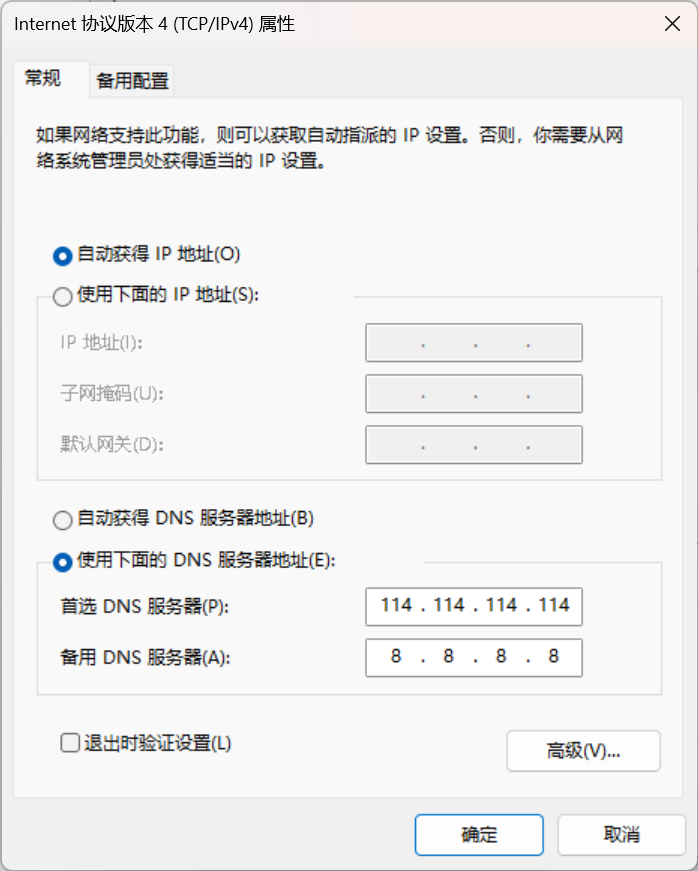 Internet 协议版本 4 (TCP/IPv4) 属性
常规
备用配置
如果网络支持此功能，则可以获取自动指派的 IP 设置。否则，你需要从网
络系统管理员处获得适当的 IP 设置。
自动获得 IP 地址(O)
使用下面的 IP 地址(S):
IP 地址(I):
子网掩码(U):
默认网关(D):
自动获得 DNS 服务器地址(B)
使用下面的 DNS 服务器地址(E):
首选 DNS 服务器(P):
114 . 114 . 114 . 114
备用 DNS 服务器(A):
8 . 8 . 8 . 8
退出时验证设置(L)
高级(V)...
确定
取消